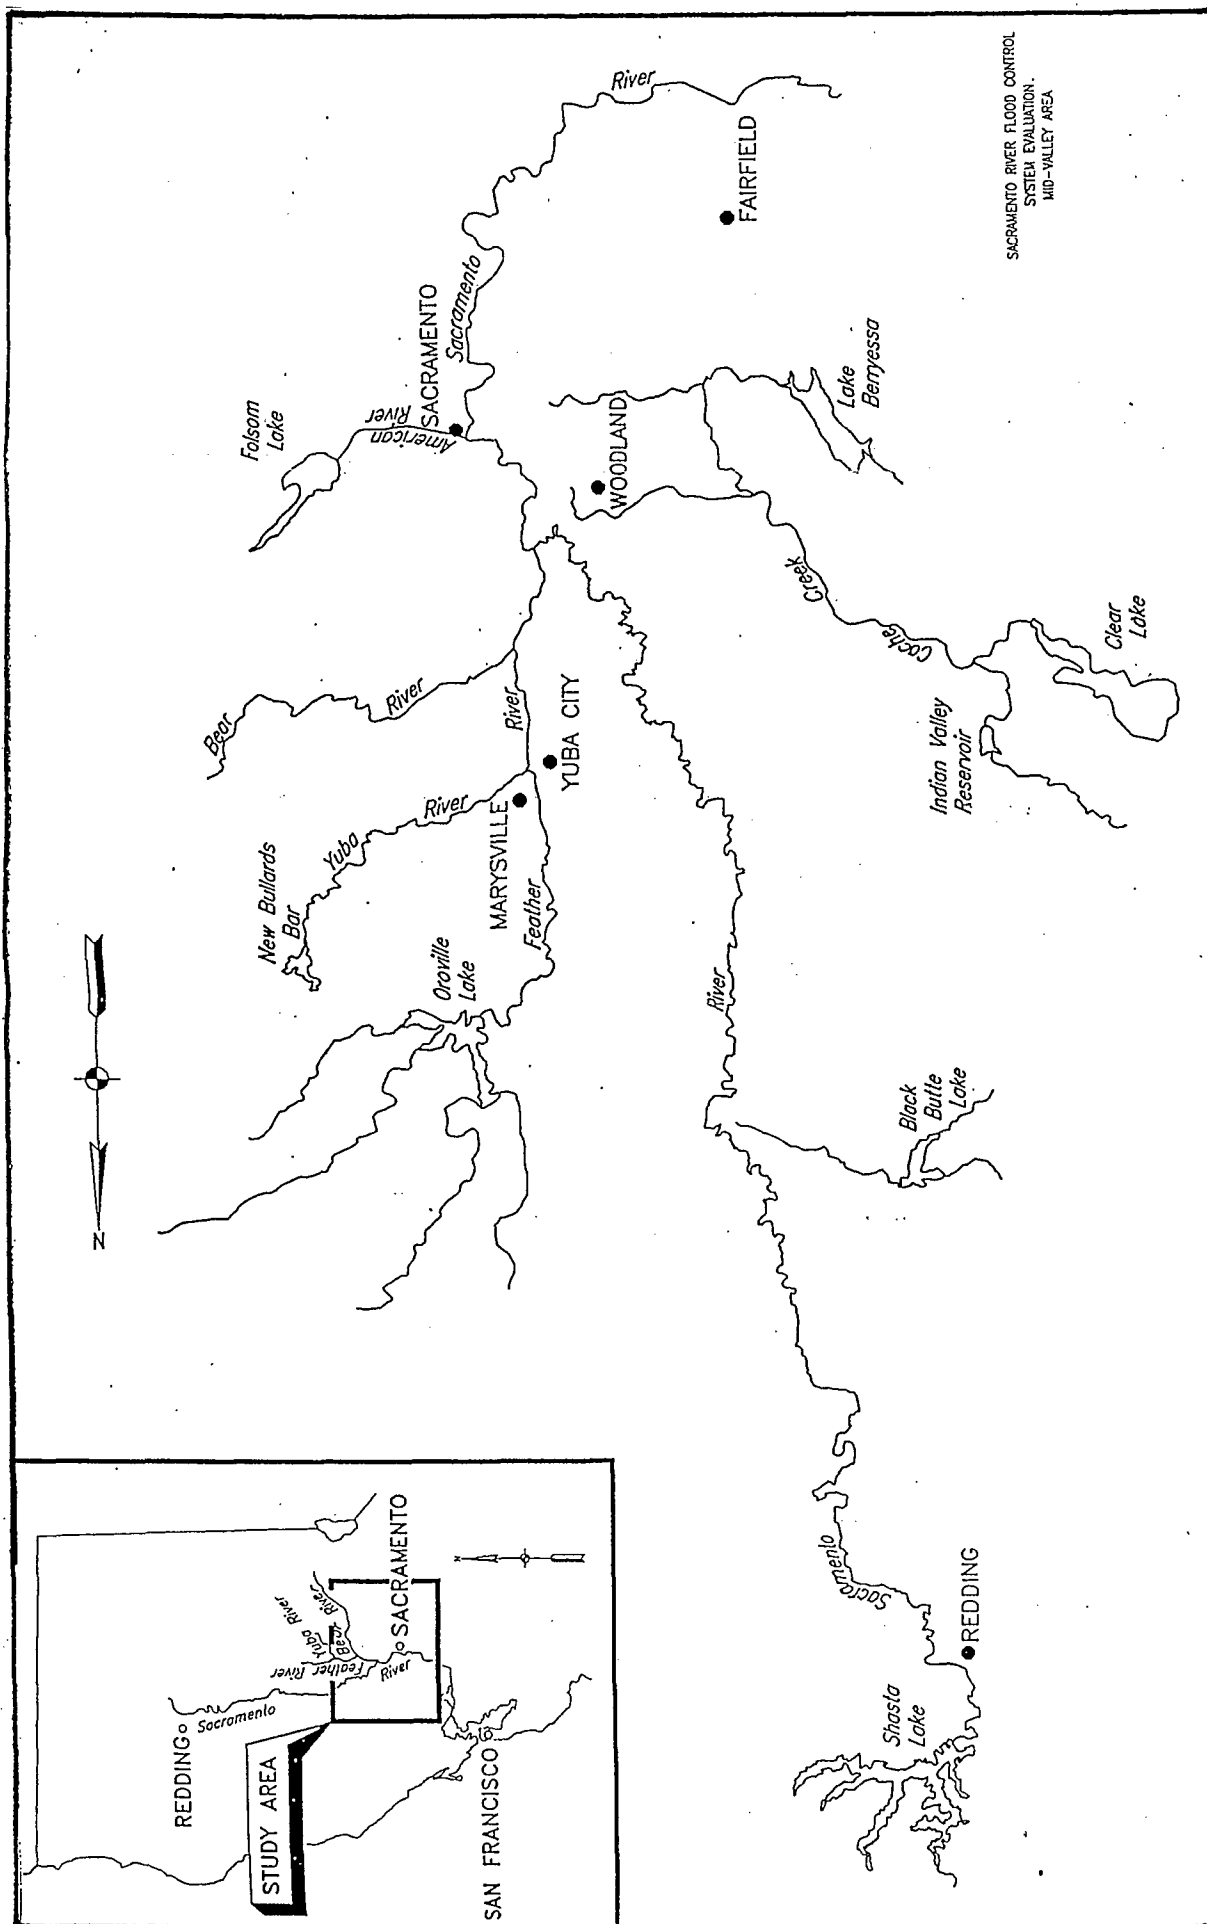 SACRAMENTO RIVER FLOOD CONTROL
SYSTEM EVALUATION.
MID-VALLEY AREA
River
FAIRFIELD
Sacramento
SACRAMENTO
American
River
Folsom
Lake
WOODLAND
Lake
Berryessa
Cache
Creek
Clear
Lake
Indian Valley
Reservoir
Bear
River
River
YUBA CITY
MARYSVILLE
Yuba
River
New Bullards
Bar
Feather
Oroville
Lake
N
River
Black
Butte
Lake
Sacramento
REDDING
Shasta
Lake
REDDING
Sacramento
River
Feather River
Yuba River
Bear River
SACRAMENTO
STUDY AREA
SAN FRANCISCO
N